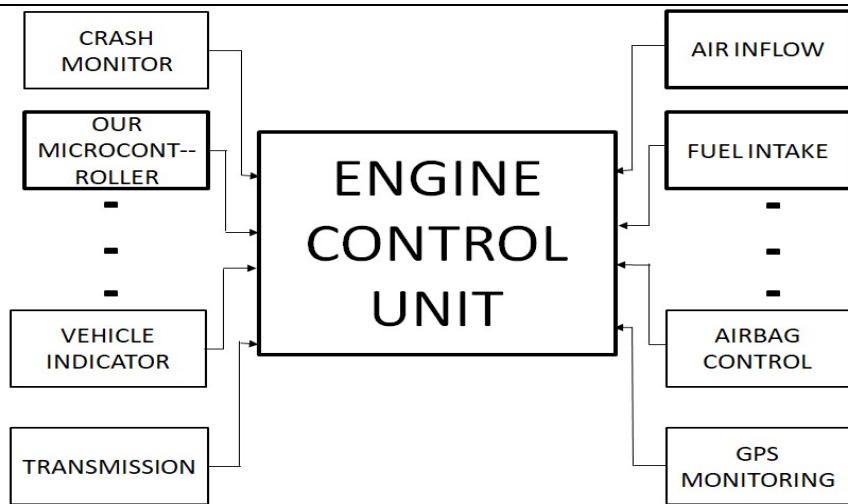 CRASH
MONITOR
OUR
MICROCONT--
ROLLER
VEHICLE
INDICATOR
TRANSMISSION
ENGINE
CONTROL
UNIT
AIR INFLOW
FUEL INTAKE
AIRBAG
CONTROL
GPS
MONITORING